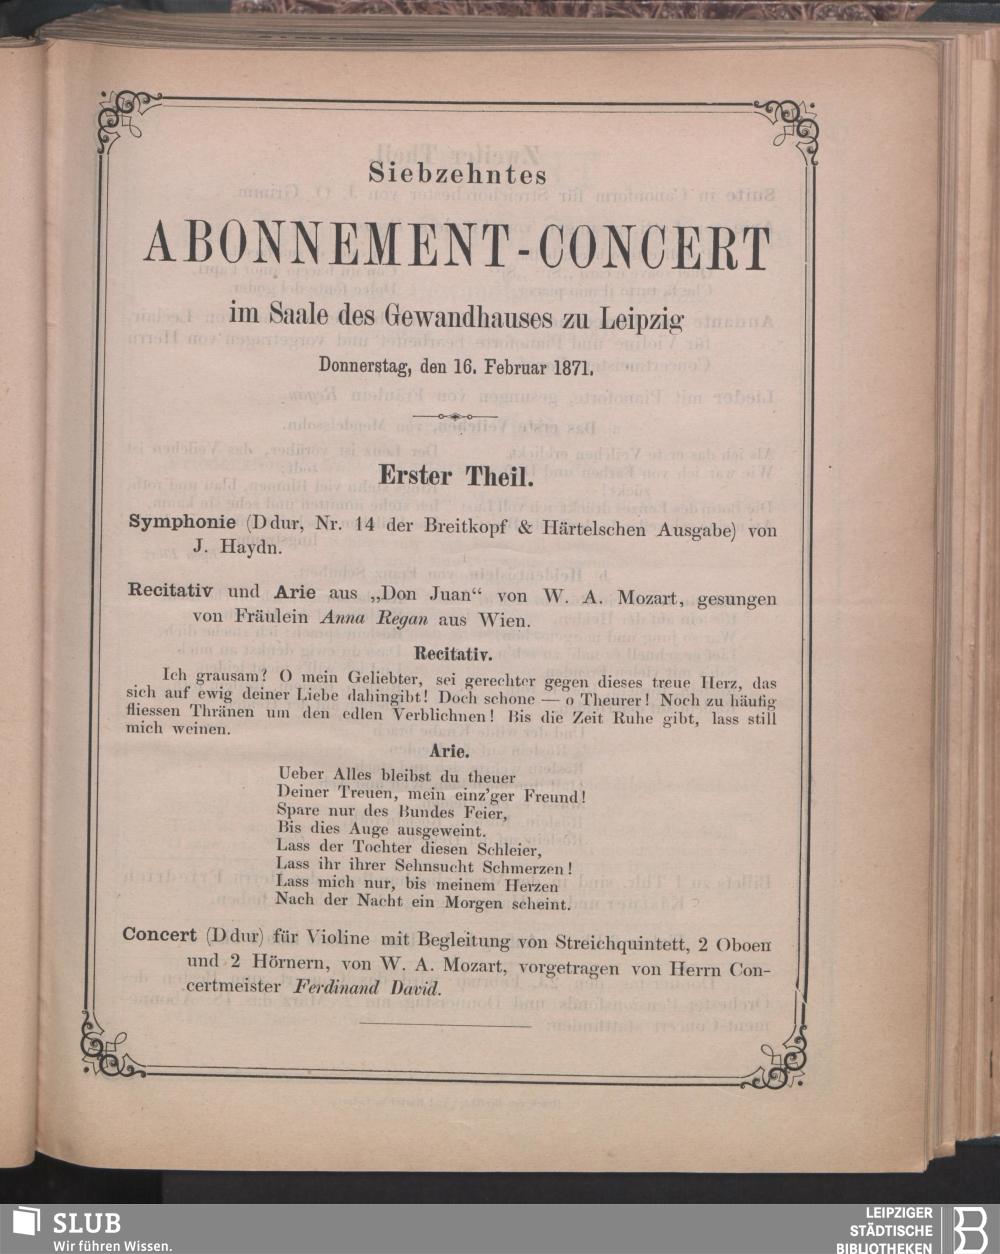 Siebzehntes
ABONNEMENT-CONCERT
im Saale des Gewandhauses zu Leipzig
Donnerstag, den 16. Februar 1871.
Erster Theil.
Symphonie (Ddur, Nr. 14 der Breitkopf & Härtelschen Ausgabe) von
J. Haydn.
Recitativ und Arie aus „Don Juan“ von W. A. Mozart, gesungen
von Fräulein Anna Regan aus Wien.
Recitativ.
Ich grausam? O mein Geliebter, sei gerechter gegen dieses treue Herz, das
sich auf ewig deiner Liebe dahingibt! Doch schone — o Theurer! Noch zu häufig
fliessen Thränen um den edlen Verblichnen! Bis die Zeit Ruhe gibt, lass still
mich weinen.
Arie.
Ueber Alles bleibst du theuer
Deiner Treuen, mein einz'ger Freund!
Spare nur des Bundes Feier,
Bis dies Auge ausgeweint.
Lass der Tochter diesen Schleier,
Lass ihr ihrer Sehnsucht Schmerzen!
Lass mich nur, bis meinem Herzen
Nach der Nacht ein Morgen scheint.
Concert (Ddur) für Violine mit Begleitung von Streichquintett, 2 Oboen
und 2 Hörnern, von W. A. Mozart, vorgetragen von Herrn Con-
certmeister Ferdinand David.
SLUB
Wir führen Wissen.
LEIPZIGER
STÄDTISCHE
BIBLIOTHEKEN